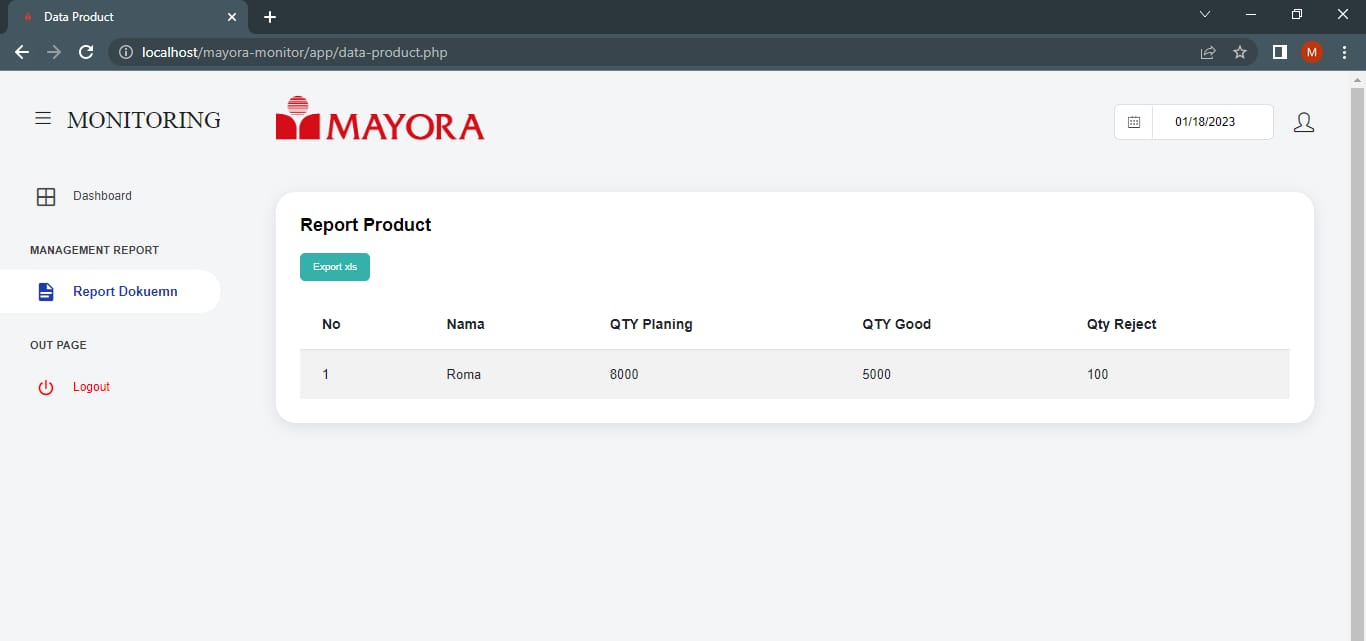 Data Product
localhost/mayora-monitor/app/data-product.php
M
MONITORING
MAYORA
01/18/2023
Dashboard
MANAGEMENT REPORT
Report Dokuemn
OUT PAGE
Logout
Report Product
Export xls
No Nama QTY Planing QTY Good Qty Reject
1 Roma 8000 5000 100